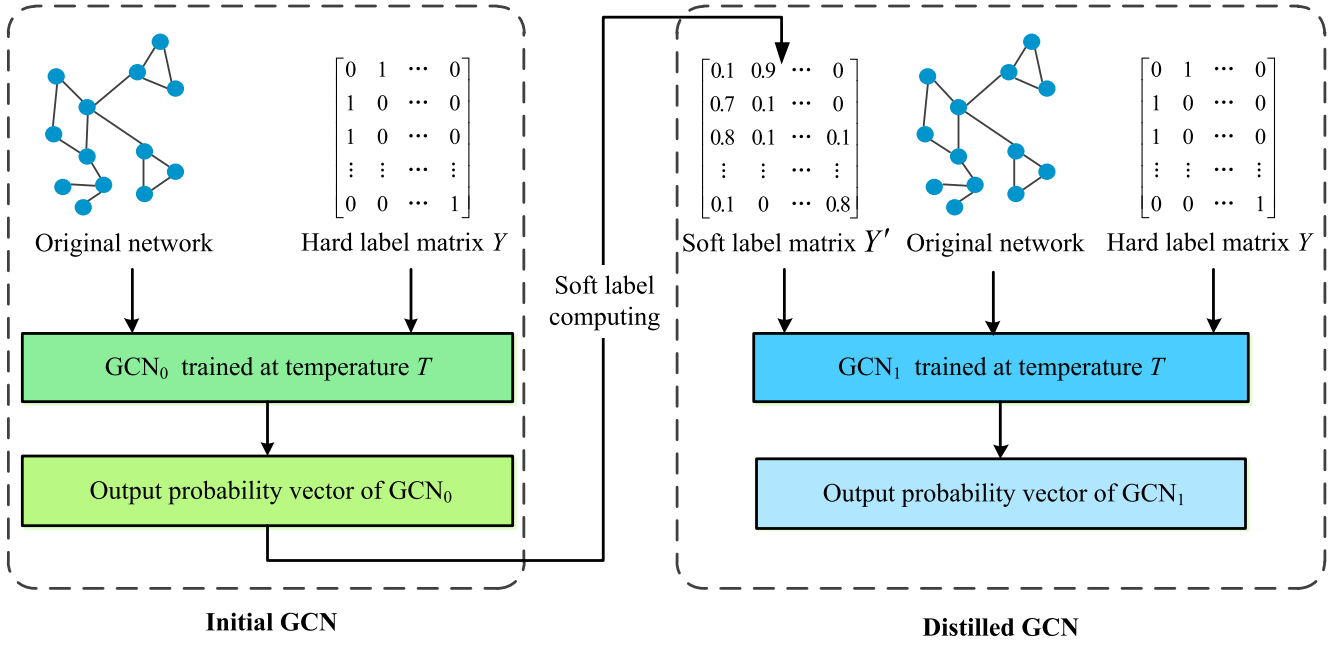 0 1 ··· 0
1 0 ··· 0
1 0 ··· 0
⋮ ⋮ ··· ⋮
0 0 ··· 1
Original network
Hard label matrix Y
GCN₀ trained at temperature T
Output probability vector of GCN₀
Initial GCN
Soft label
computing
0.1 0.9 ··· 0
0.7 0.1 ··· 0
0.8 0.1 ··· 0.1
⋮ ⋮ ··· ⋮
0.1 0 ··· 0.8
Soft label matrix Y′
Original network
0 1 ··· 0
1 0 ··· 0
1 0 ··· 0
⋮ ⋮ ··· ⋮
0 0 ··· 1
Hard label matrix Y
GCN₁ trained at temperature T
Output probability vector of GCN₁
Distilled GCN